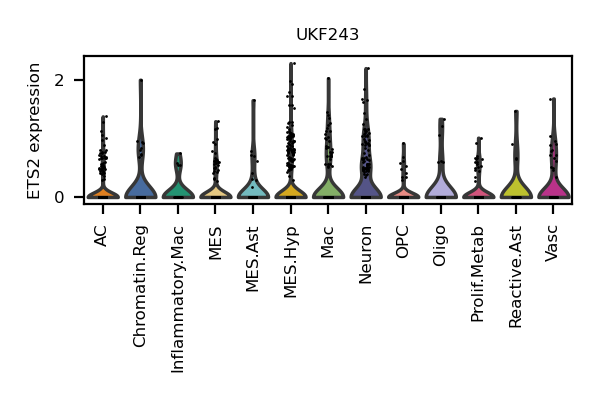 UKF243
ETS2 expression
2
0
AC
Chromatin.Reg
Inflammatory.Mac
MES
MES.Ast
MES.Hyp
Mac
Neuron
OPC
Oligo
Prolif.Metab
Reactive.Ast
Vasc